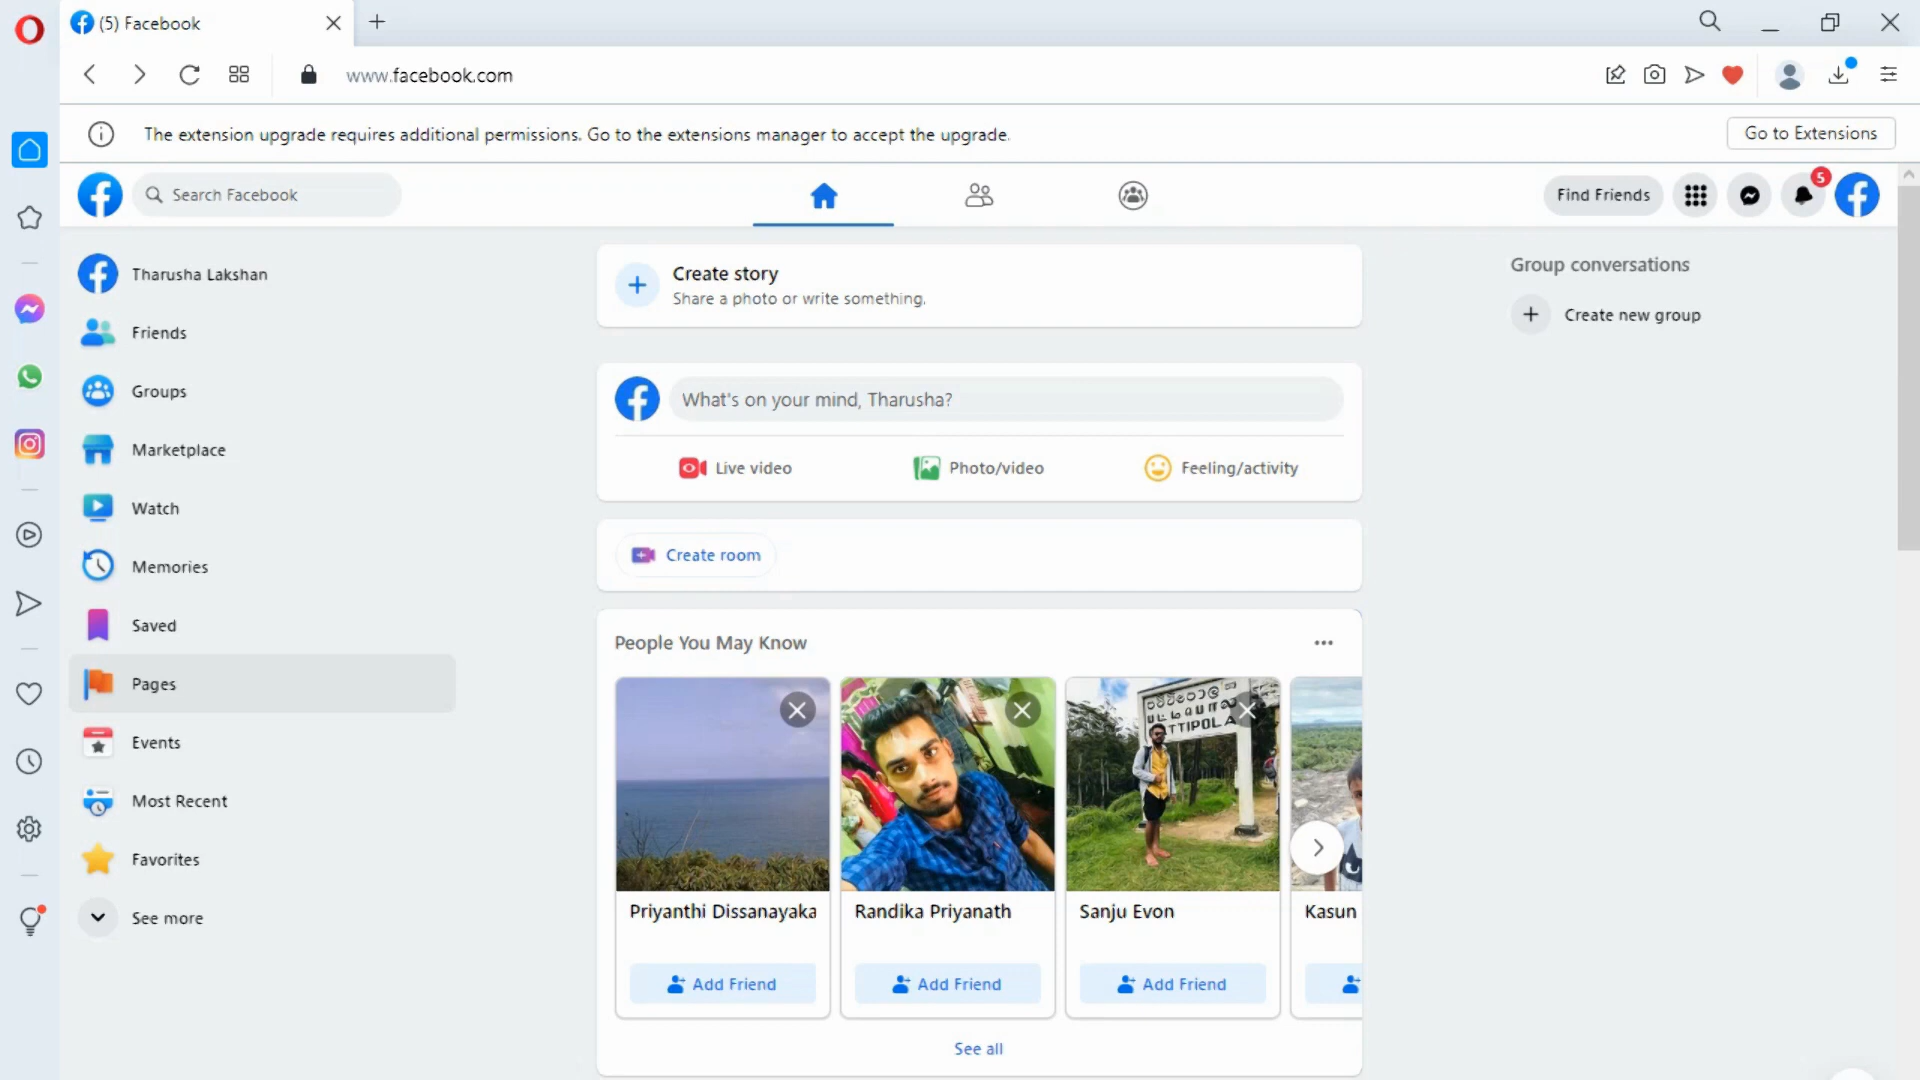 (5) Facebook
www.facebook.com
The extension upgrade requires additional permissions. Go to the extensions manager to accept the upgrade.
Go to Extensions
Search Facebook
Find Friends
5
Tharusha Lakshan
Friends
Groups
Marketplace
Watch
Memories
Saved
Pages
Events
Most Recent
Favorites
See more
Create story
Share a photo or write something.
What's on your mind, Tharusha?
Live video
Photo/video
Feeling/activity
Create room
People You May Know
Priyanthi Dissanayaka
Randika Priyanath
Sanju Evon
Kasun
Add Friend
Add Friend
Add Friend
See all
Group conversations
Create new group